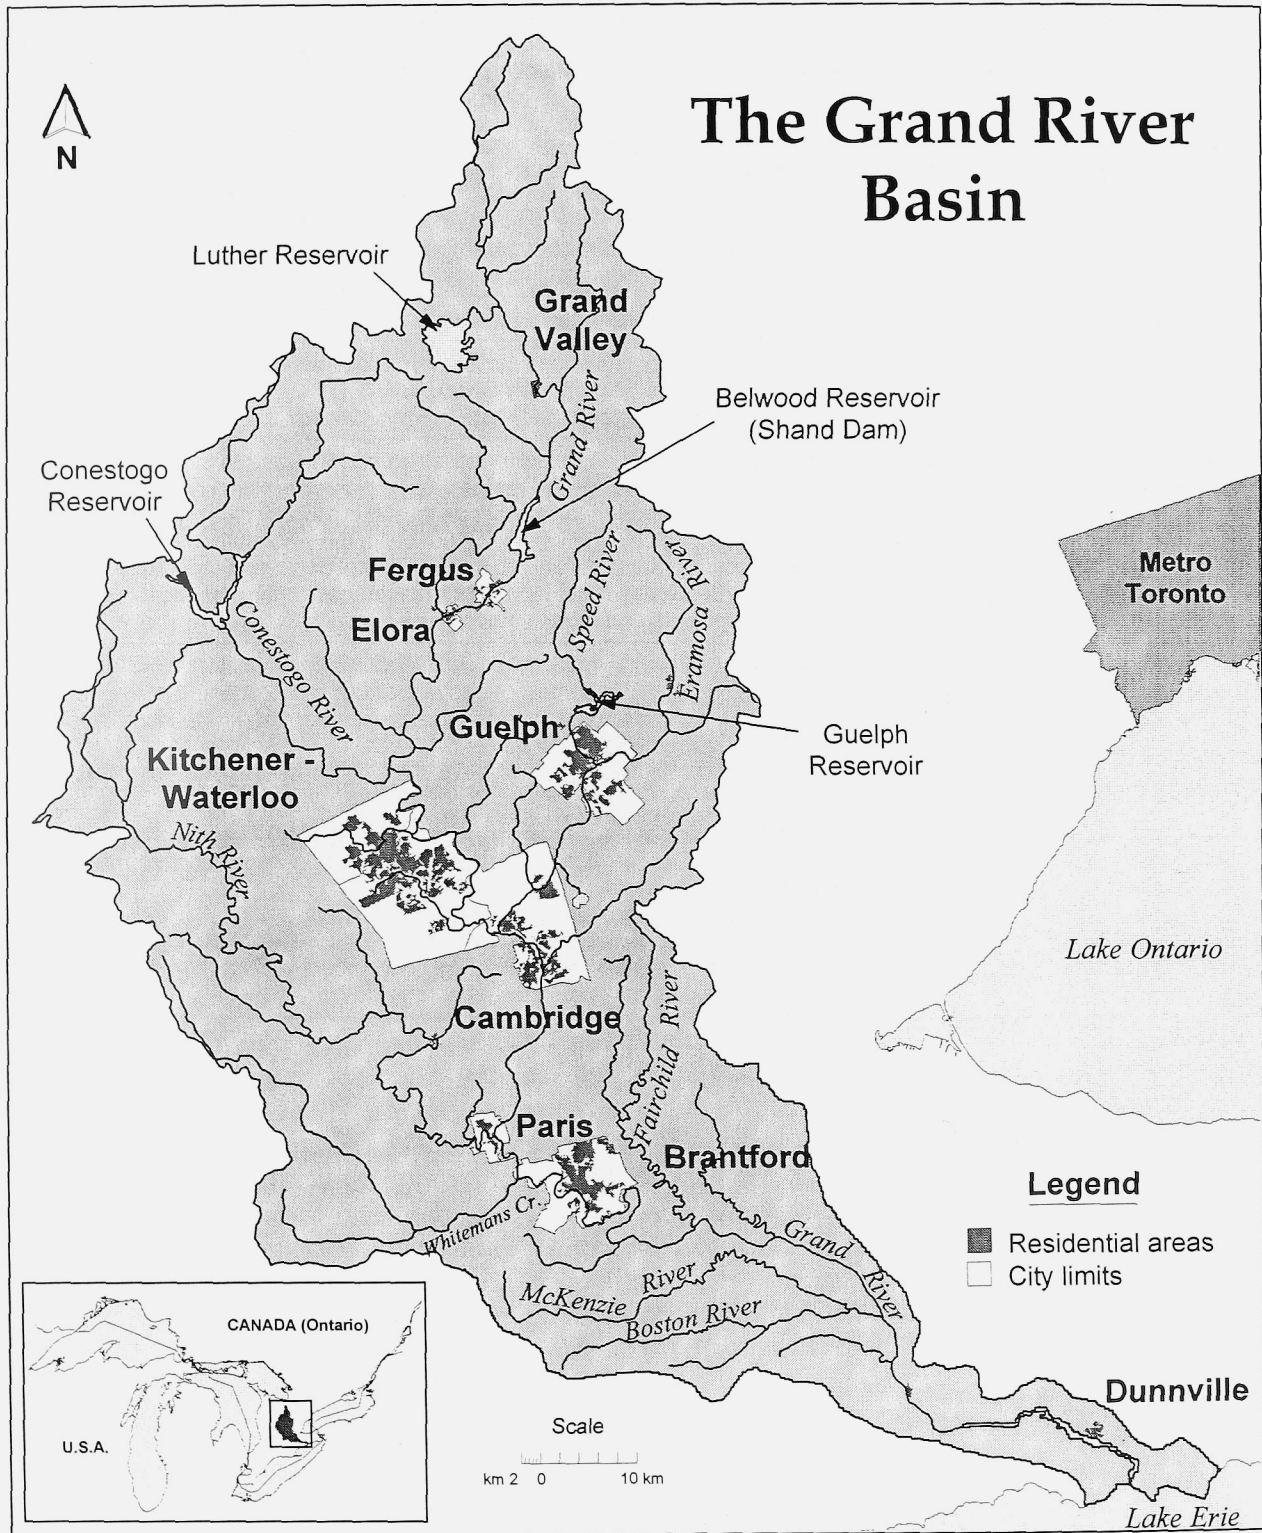 The Grand River
Basin
N
Luther Reservoir
Grand
Valley
Grand River
Belwood Reservoir
(Shand Dam)
Conestogo
Reservoir
Metro
Toronto
Fergus
Elora
Speed River
Eramosa River
Conestogo River
Guelph
Guelph
Reservoir
Kitchener -
Waterloo
Nith River
Lake Ontario
Cambridge
Fairchild River
Paris
Brantford
Whitemans Cr.
Grand River
McKenzie River
Boston River
Legend
Residential areas
City limits
CANADA (Ontario)
U.S.A.
Scale
km 2 0 10 km
Dunnville
Lake Erie